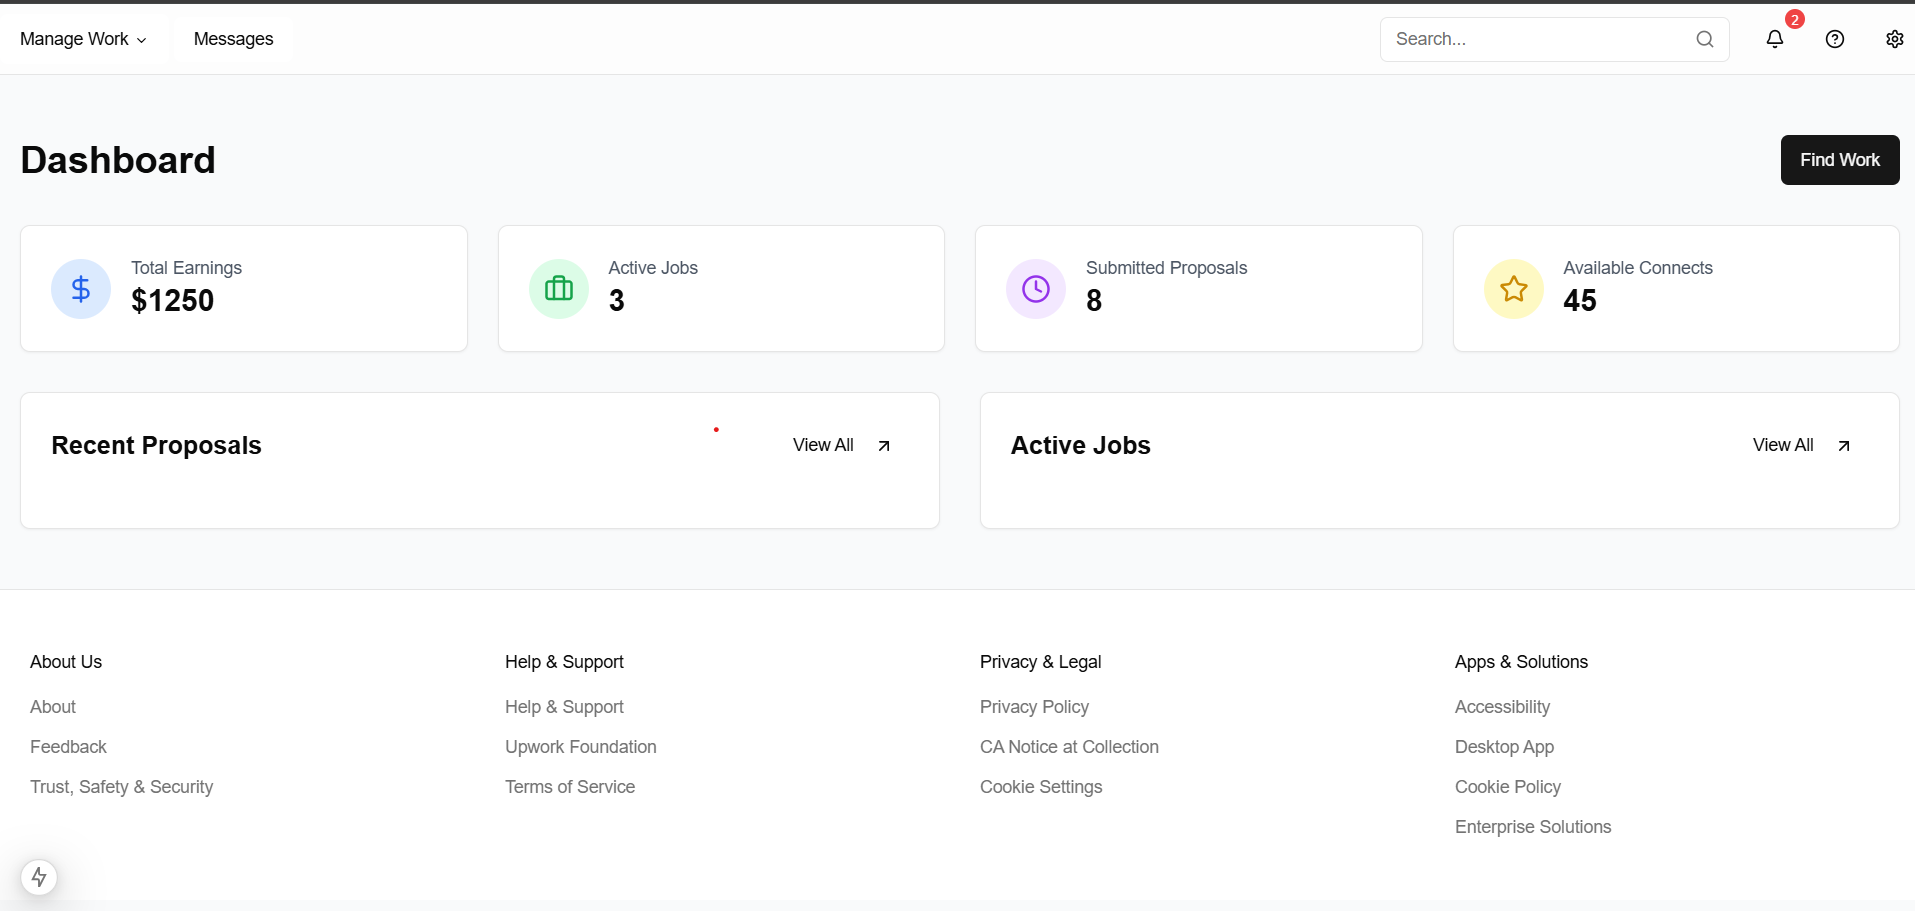 Manage Work
Messages
Search...
2
Dashboard
Find Work
Total Earnings
$1250
Active Jobs
3
Submitted Proposals
8
Available Connects
45
Recent Proposals
View All
Active Jobs
View All
About Us
About
Feedback
Trust, Safety & Security
Help & Support
Help & Support
Upwork Foundation
Terms of Service
Privacy & Legal
Privacy Policy
CA Notice at Collection
Cookie Settings
Apps & Solutions
Accessibility
Desktop App
Cookie Policy
Enterprise Solutions